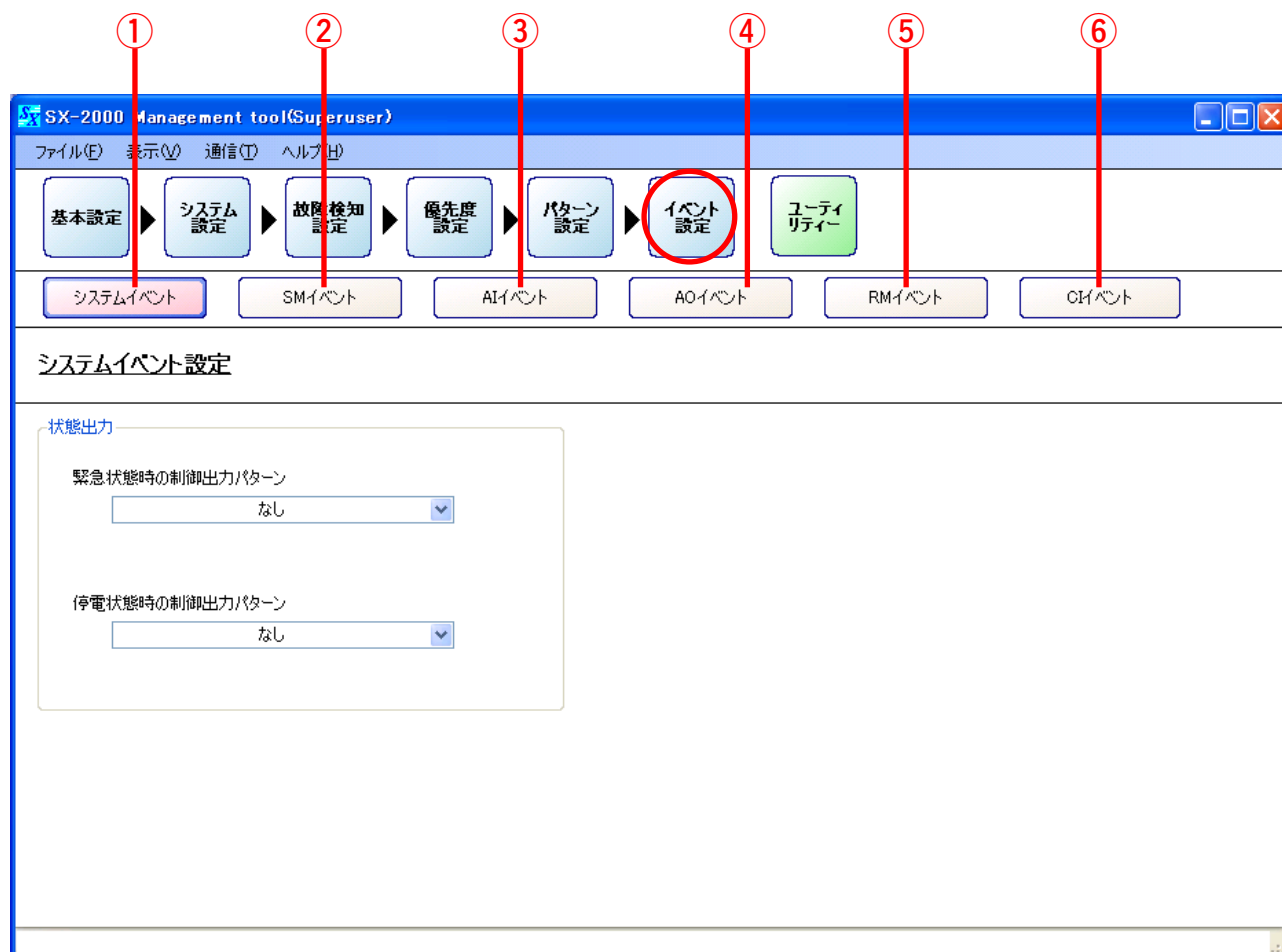 ① ② ③ ④ ⑤ ⑥
SX-2000 Management tool(Superuser)
ファイル(F) 表示(V) 通信(T) ヘルプ(H)
基本設定 システム 設定 故障検知 設定 優先度 設定 パターン 設定 イベント 設定 ユーティ リティー
システムイベント SMイベント AIイベント AOイベント RMイベント CIイベント
システムイベント設定
状態出力
緊急状態時の制御出力パターン
なし
停電状態時の制御出力パターン
なし